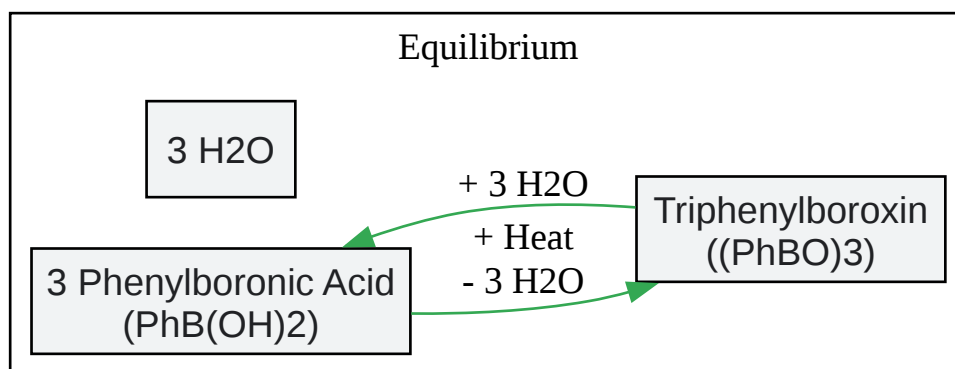 Equilibrium
3 H2O
+ 3 H2O
+ Heat
- 3 H2O
Triphenylboroxin
((PhBO)3)
3 Phenylboronic Acid
(PhB(OH)2)